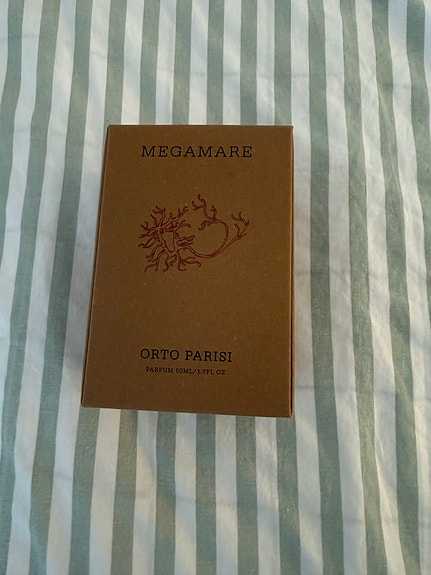 MEGAMARE
ORTO PARISI
PARFUM 50ML/1.7FL OZ